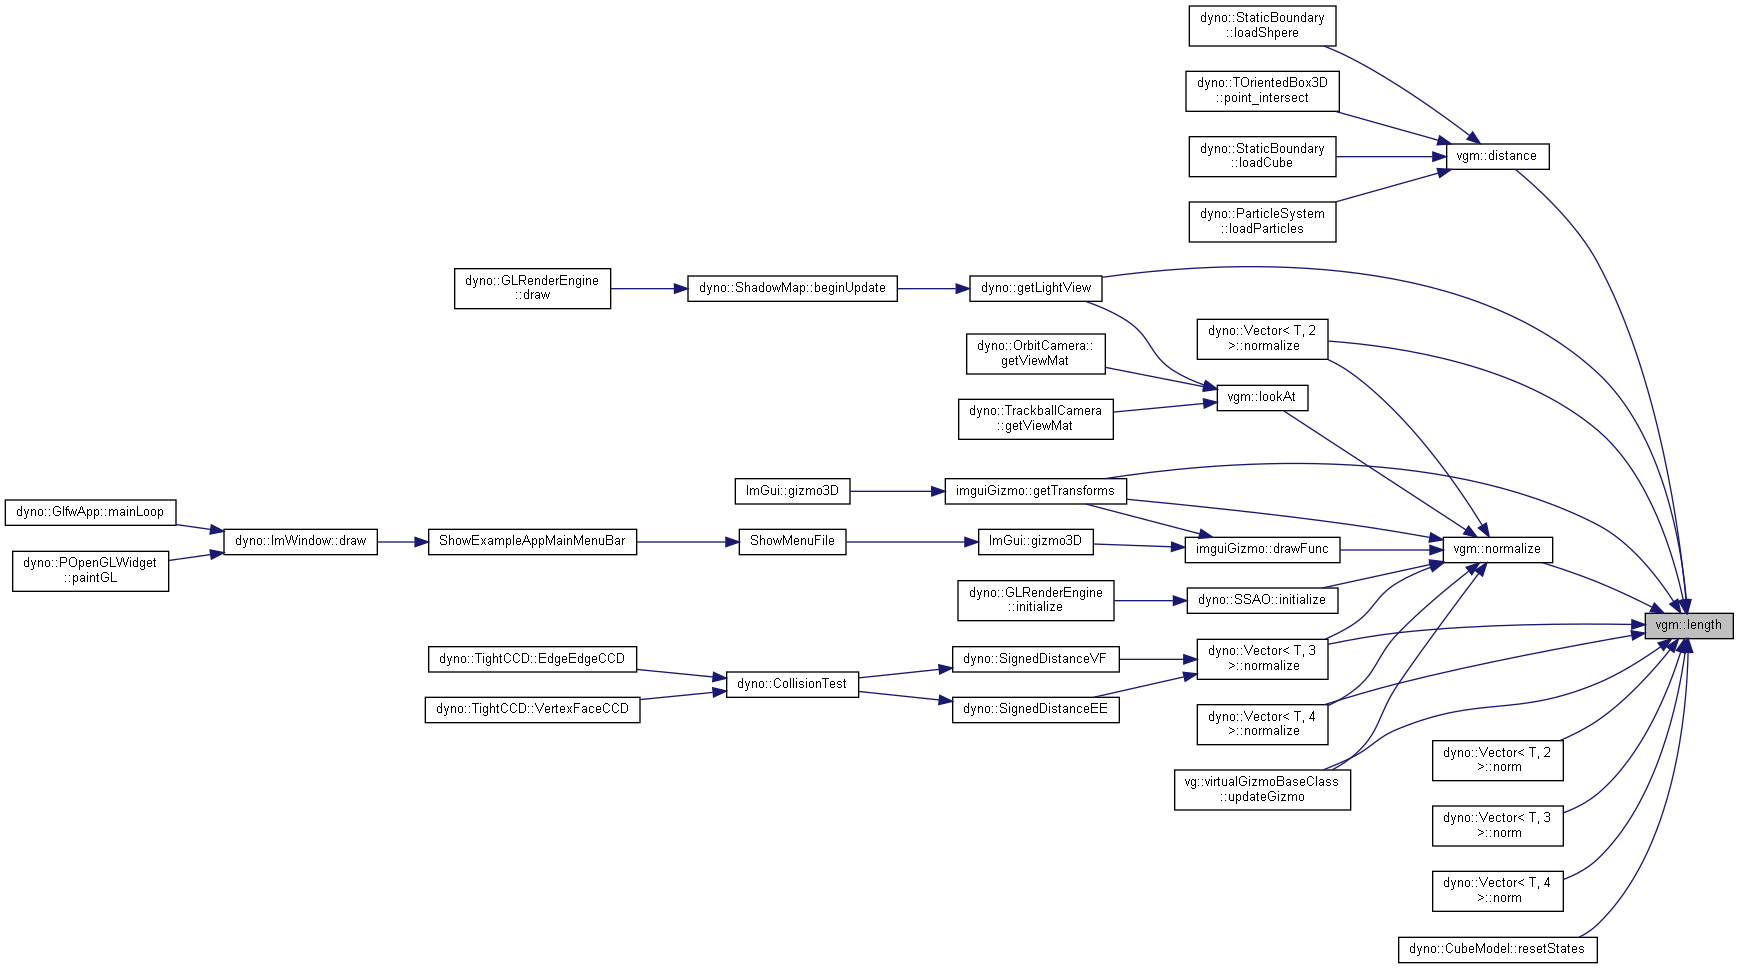 dyno::StaticBoundary
::loadShpere
dyno::TOrientedBox3D
::point_intersect
dyno::StaticBoundary
::loadCube
vgm::distance
dyno::ParticleSystem
::loadParticles
dyno::GLRenderEngine
::draw
dyno::ShadowMap::beginUpdate
dyno::getLightView
dyno::Vector< T, 2
>::normalize
dyno::OrbitCamera::
getViewMat
vgm::lookAt
dyno::TrackballCamera
::getViewMat
ImGui::gizmo3D
imguiGizmo::getTransforms
dyno::GlfwApp::mainLoop
dyno::ImWindow::draw
ShowExampleAppMainMenuBar
ShowMenuFile
ImGui::gizmo3D
imguiGizmo::drawFunc
vgm::normalize
dyno::POpenGLWidget
::paintGL
dyno::GLRenderEngine
::initialize
dyno::SSAO::initialize
vgm::length
dyno::TightCCD::EdgeEdgeCCD
dyno::SignedDistanceVF
dyno::Vector< T, 3
>::normalize
dyno::CollisionTest
dyno::TightCCD::VertexFaceCCD
dyno::SignedDistanceEE
dyno::Vector< T, 4
>::normalize
dyno::Vector< T, 2
>::norm
vg::virtualGizmoBaseClass
::updateGizmo
dyno::Vector< T, 3
>::norm
dyno::Vector< T, 4
>::norm
dyno::CubeModel::resetStates